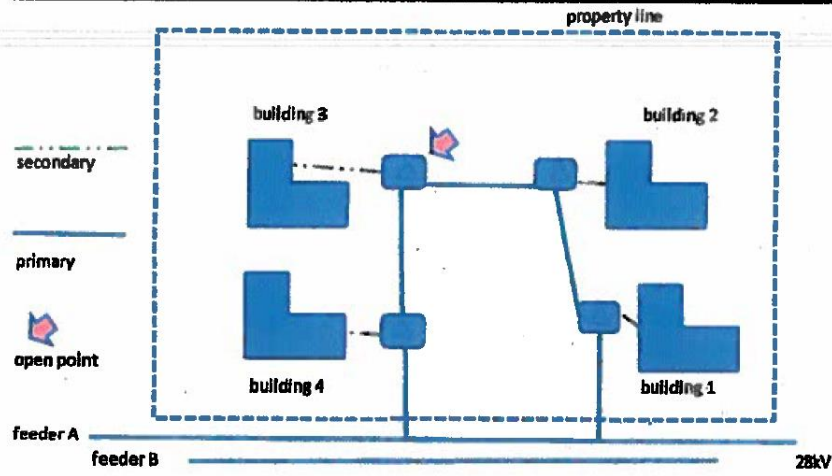 property line
building 3
building 2
secondary
primary
open point
building 4
building 1
feeder A
feeder B
28kV